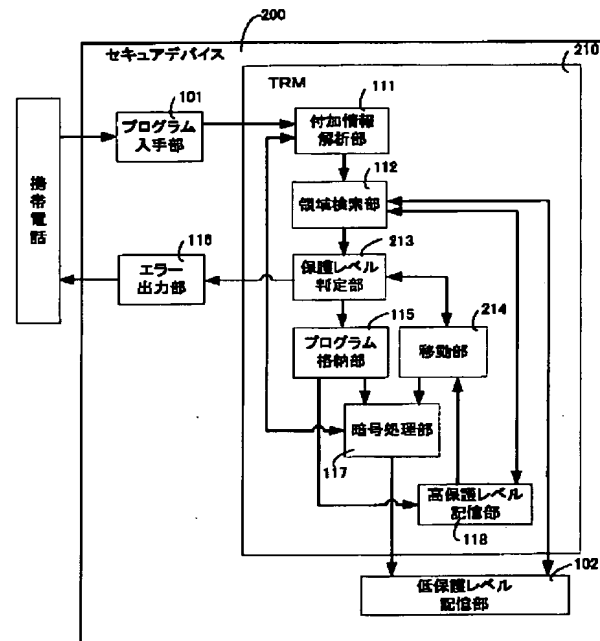 200
セキュアデバイス
210
TRM
101
プログラム
入手部
111
付加情報
解析部
携帯電話
112
領域検索部
116
エラー
出力部
213
保護レベル
判定部
115
プログラム
格納部
214
移動部
暗号処理部
117
高保護レベル
記憶部
118
102
低保護レベル
記憶部